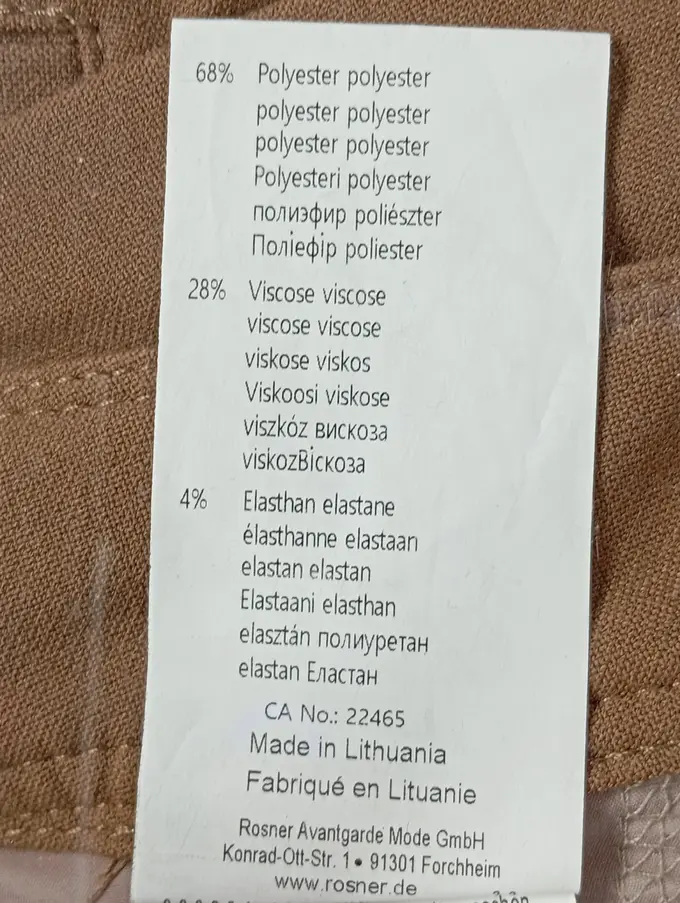 68% Polyester polyester
polyester polyester
polyester polyester
Polyesteri polyester
полиэфир poliészter
Поліефір poliester
28% Viscose viscose
viscose viscose
viskose viskos
Viskoosi viskose
viszkóz вискоза
viskozВіскоза
4% Elasthan elastane
élasthanne elastaan
elastan elastan
Elastaani elasthan
elasztán полиуретан
elastan Еластан
CA No.: 22465
Made in Lithuania
Fabriqué en Lituanie
Rosner Avantgarde Mode GmbH
Konrad-Ott-Str. 1 • 91301 Forchheim
www.rosner.de